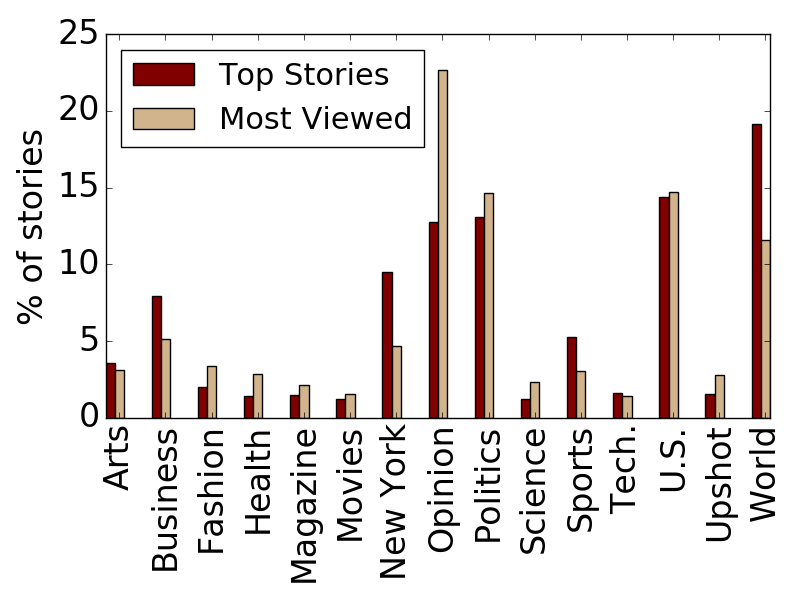 25
20
15
10
5
0
% of stories
Top Stories
Most Viewed
Arts
Business
Fashion
Health
Magazine
Movies
New York
Opinion
Politics
Science
Sports
Tech.
U.S.
Upshot
World